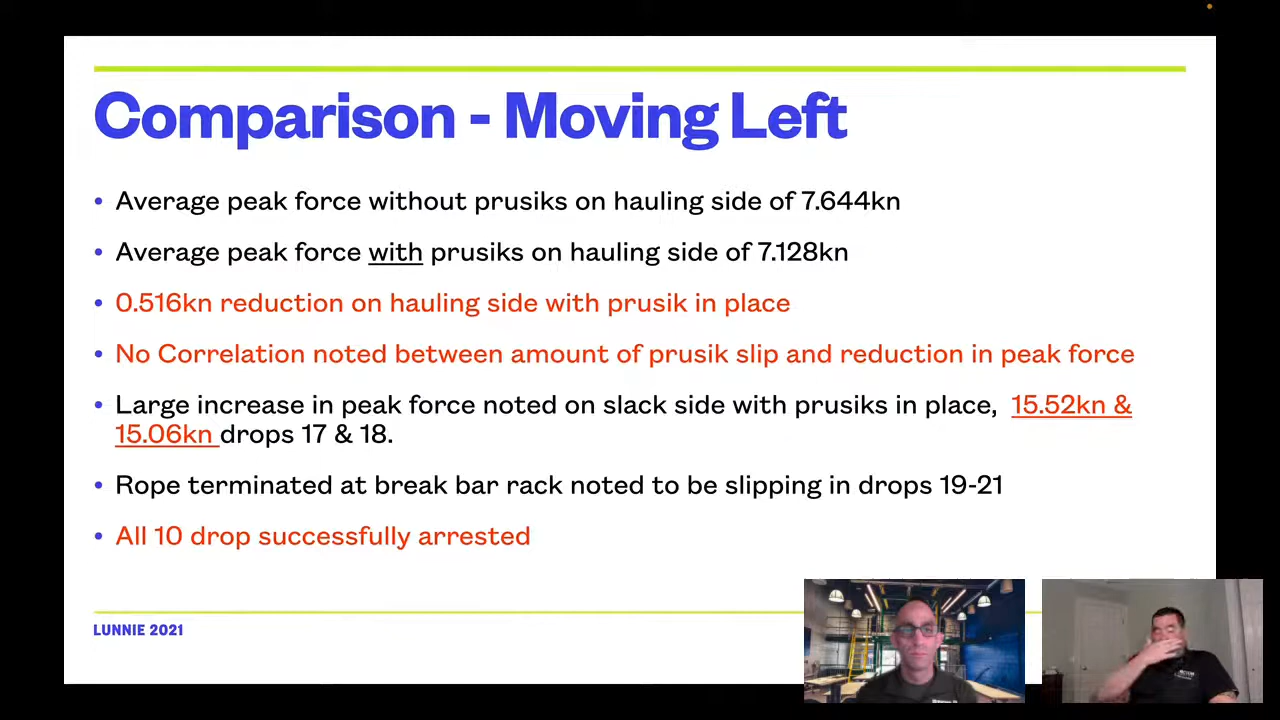 Comparison - Moving Left
• Average peak force without prusiks on hauling side of 7.644kn
• Average peak force with prusiks on hauling side of 7.128kn
• 0.516kn reduction on hauling side with prusik in place
• No Correlation noted between amount of prusik slip and reduction in peak force
• Large increase in peak force noted on slack side with prusiks in place, 15.52kn &
15.06kn drops 17 & 18.
• Rope terminated at break bar rack noted to be slipping in drops 19-21
• All 10 drop successfully arrested
LUNNIE 2021